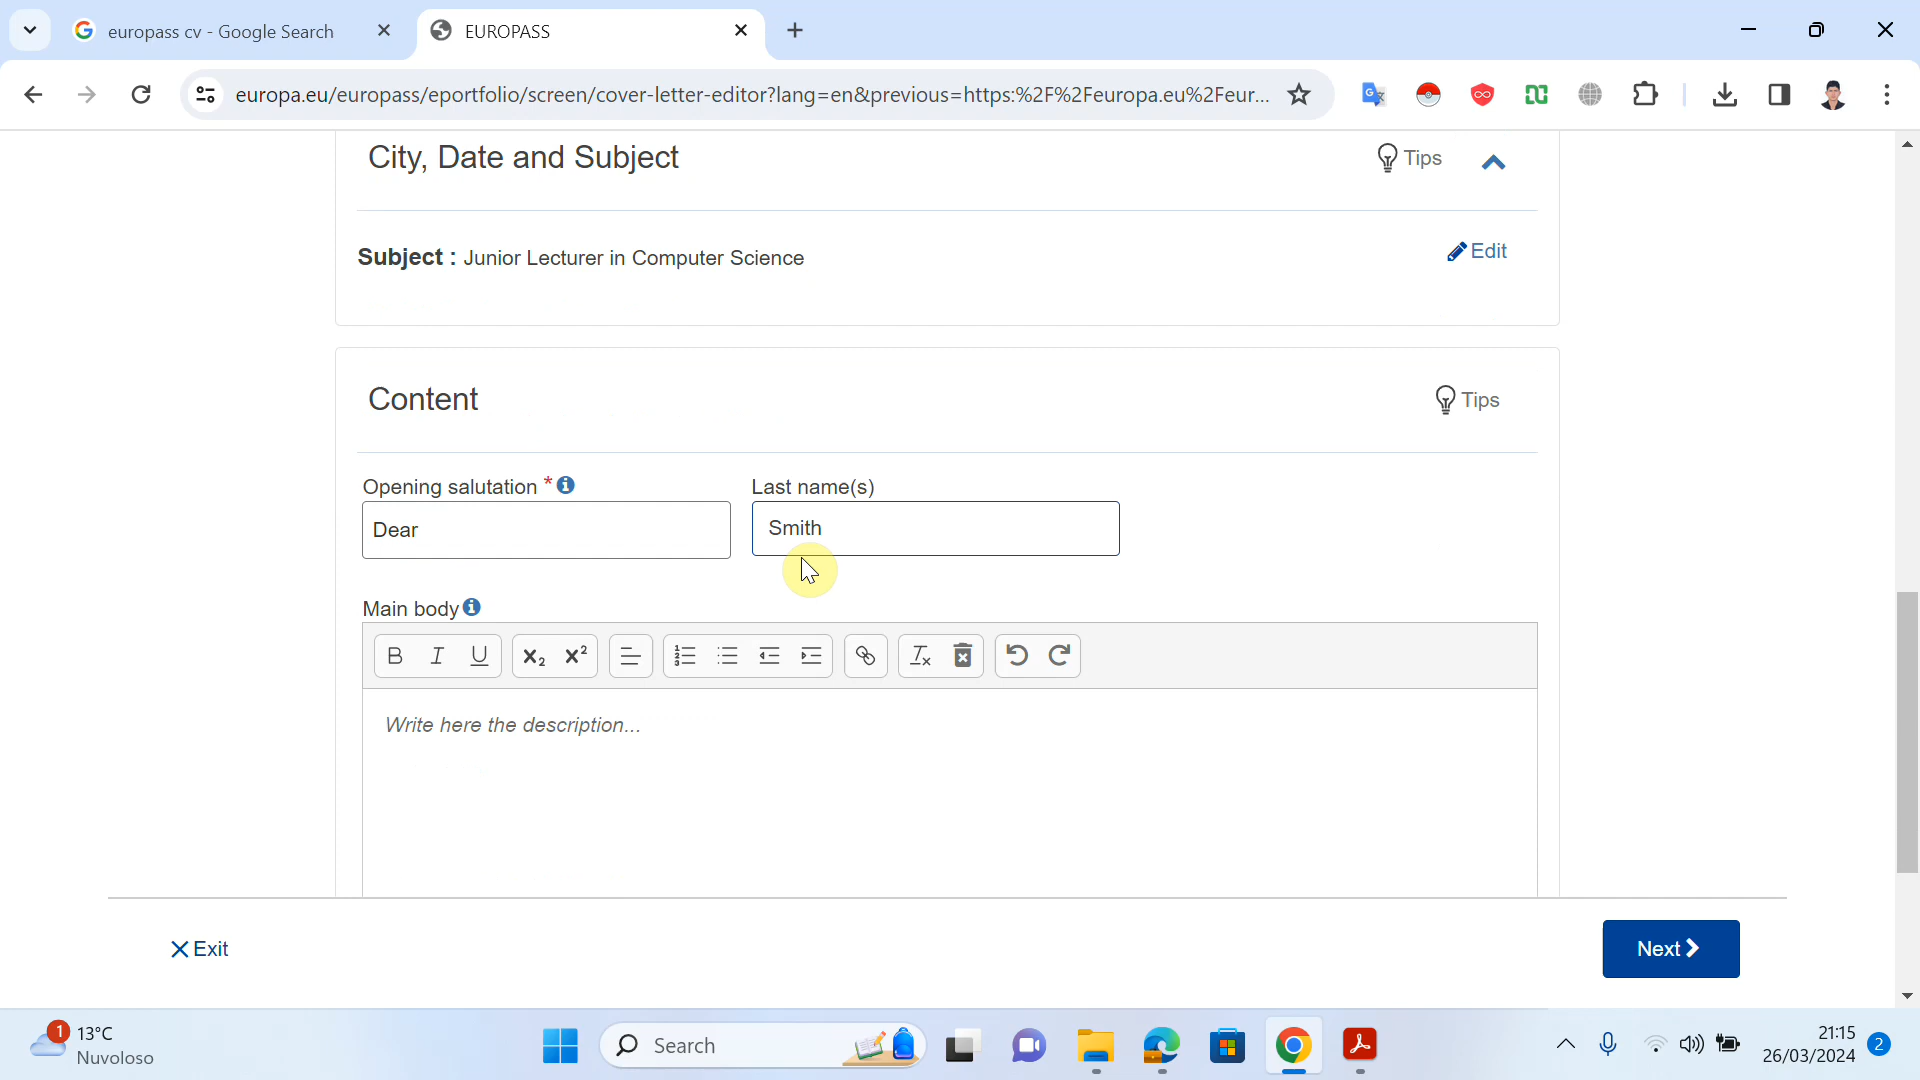 europass cv - Google Search
EUROPASS
europa.eu/europass/eportfolio/screen/cover-letter-editor?lang=en&previous=https:%2F%2Feuropa.eu%2Feur...
City, Date and Subject
Tips
Subject : Junior Lecturer in Computer Science
Edit
Content
Tips
Opening salutation *
Last name(s)
Dear
Smith
Main body
Write here the description...
Exit
Next
1
13°C
Nuvoloso
Search
21:15
26/03/2024
2